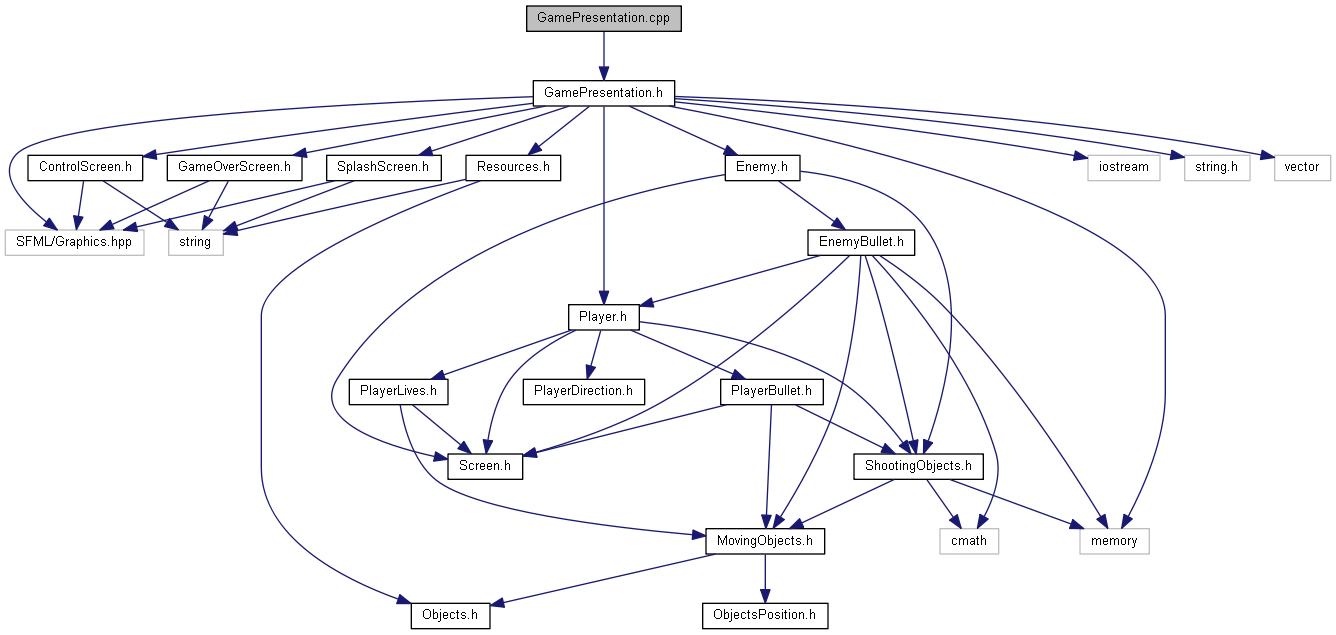 GamePresentation.cpp
GamePresentation.h
ControlScreen.h
GameOverScreen.h
SplashScreen.h
Resources.h
Enemy.h
iostream
string.h
vector
SFML/Graphics.hpp
string
EnemyBullet.h
Player.h
PlayerLives.h
PlayerDirection.h
PlayerBullet.h
Screen.h
ShootingObjects.h
MovingObjects.h
cmath
memory
Objects.h
ObjectsPosition.h